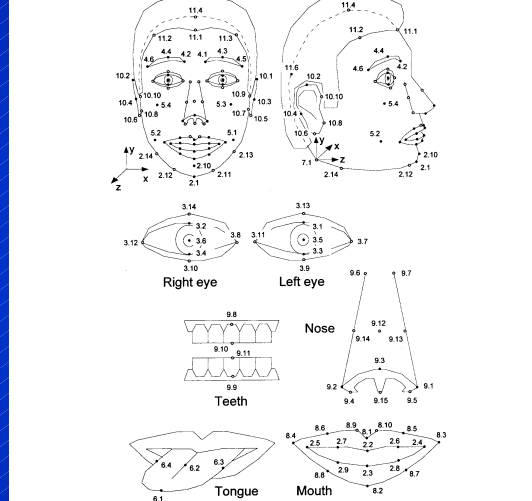 11.4 11.4
11.2 11.1 11.3 11.2 11.1
4.4 4.2 4.1 4.3 4.4
4.6 4.5 4.6 4.2
11.6
10.2 10.1 10.2
10.10 10.9 10.10
10.4 5.4 5.3 10.3 5.4
10.8 10.7 10.4
10.6 10.5 10.8
10.6
5.2 5.1 5.2
y y
2.14 2.13 2.10
x 2.10 7.1 z 2.1
z 2.12 2.11 x
2.1 2.14 2.12
3.14 3.13
3.2 3.1
3.12 3.6 3.8 3.11 3.5 3.7
3.4 3.3
3.10 3.9
Right eye Left eye
9.6 9.7
9.8
Nose 9.12
9.14 9.13
9.10 9.11
9.3
9.9 9.2 9.1
9.4 9.15 9.5
Teeth
8.6 8.9 8.1 8.10 8.5
8.4 8.3
2.5 2.7 2.2 2.6 2.4
6.4 6.2 6.3
2.9 2.3 2.8
8.8 8.7
6.1 8.2
Tongue Mouth